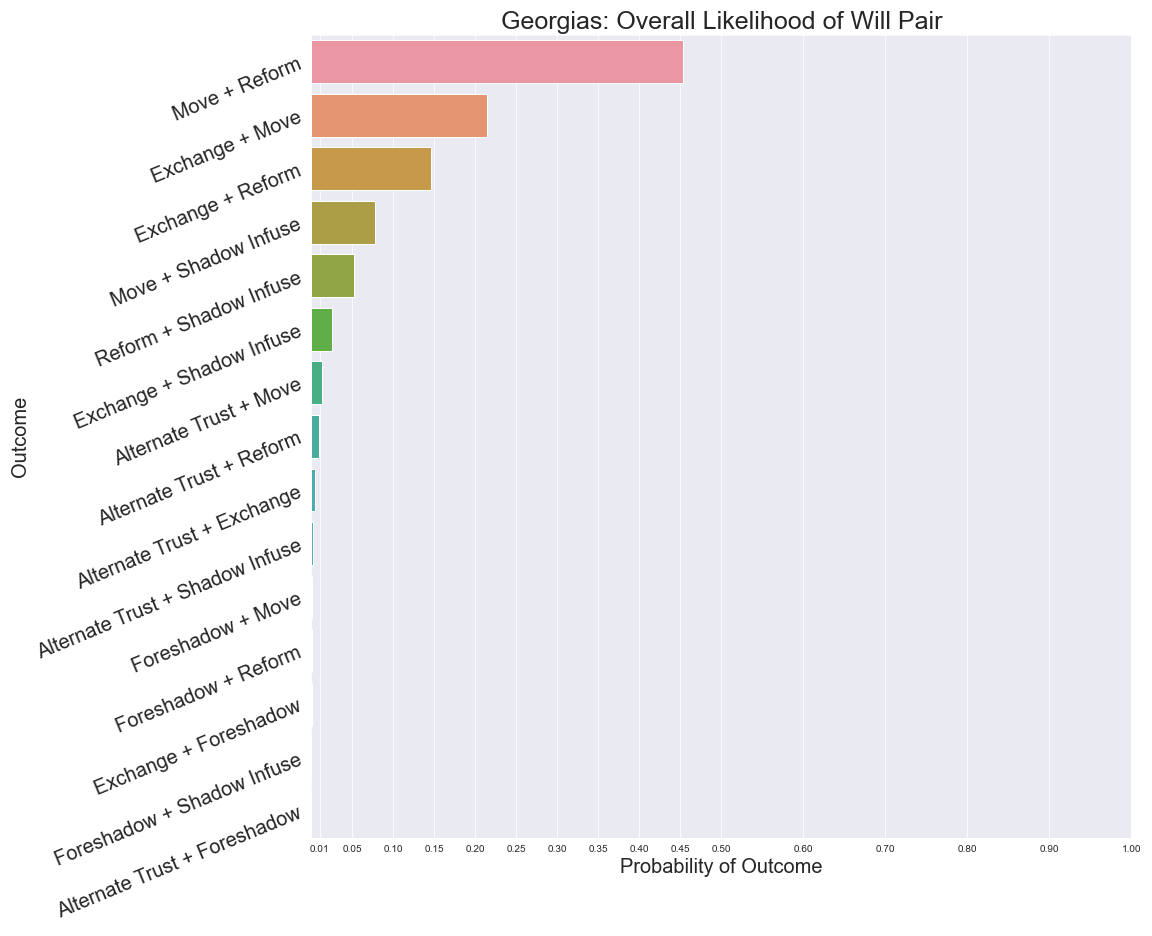 Georgias: Overall Likelihood of Will Pair
Outcome
Move + Reform
Exchange + Move
Exchange + Reform
Move + Shadow Infuse
Reform + Shadow Infuse
Exchange + Shadow Infuse
Alternate Trust + Move
Alternate Trust + Reform
Alternate Trust + Exchange
Alternate Trust + Shadow Infuse
Foreshadow + Move
Foreshadow + Reform
Exchange + Foreshadow
Foreshadow + Shadow Infuse
Alternate Trust + Foreshadow
0.01 0.05 0.10 0.15 0.20 0.25 0.30 0.35 0.40 0.45 0.50 0.60 0.70 0.80 0.90 1.00
Probability of Outcome